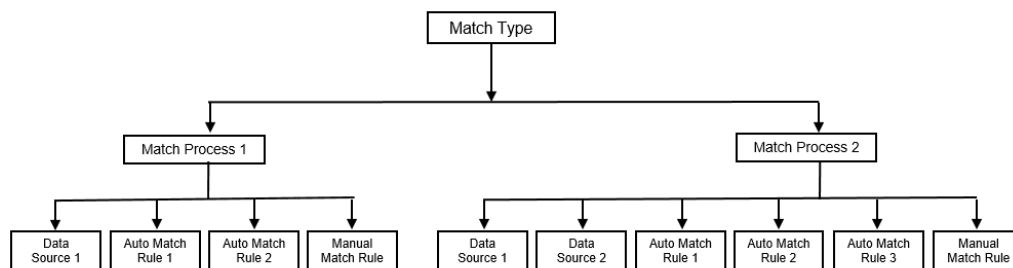 Match Type
Match Process 1
Match Process 2
Data
Source 1
Auto Match
Rule 1
Auto Match
Rule 2
Manual
Match Rule
Data
Source 1
Data
Source 2
Auto Match
Rule 1
Auto Match
Rule 2
Auto Match
Rule 3
Manual
Match Rule